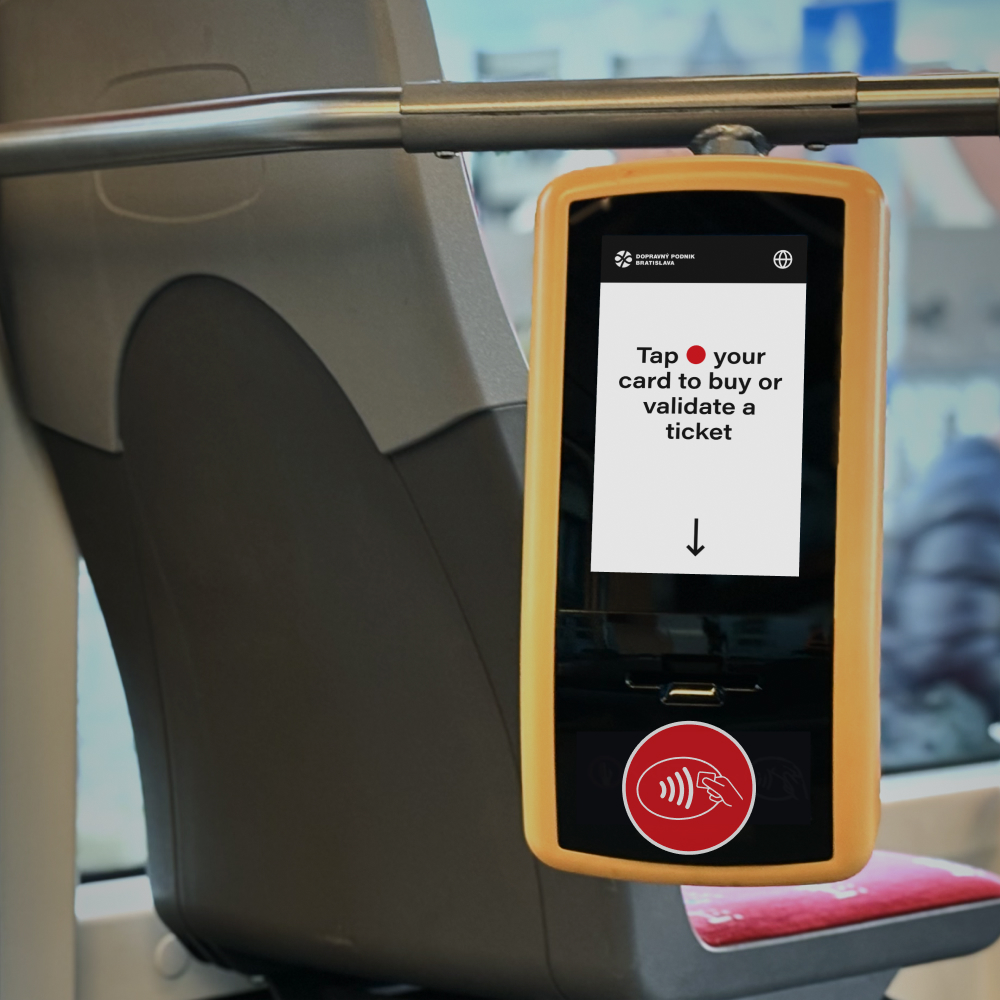 DOPRAVNÝ PODNIK
BRATISLAVA
Tap your
card to buy or
validate a
ticket